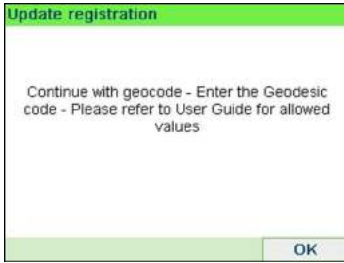 Update registration
Continue with geocode - Enter the Geodesic
code - Please refer to User Guide for allowed
values
OK